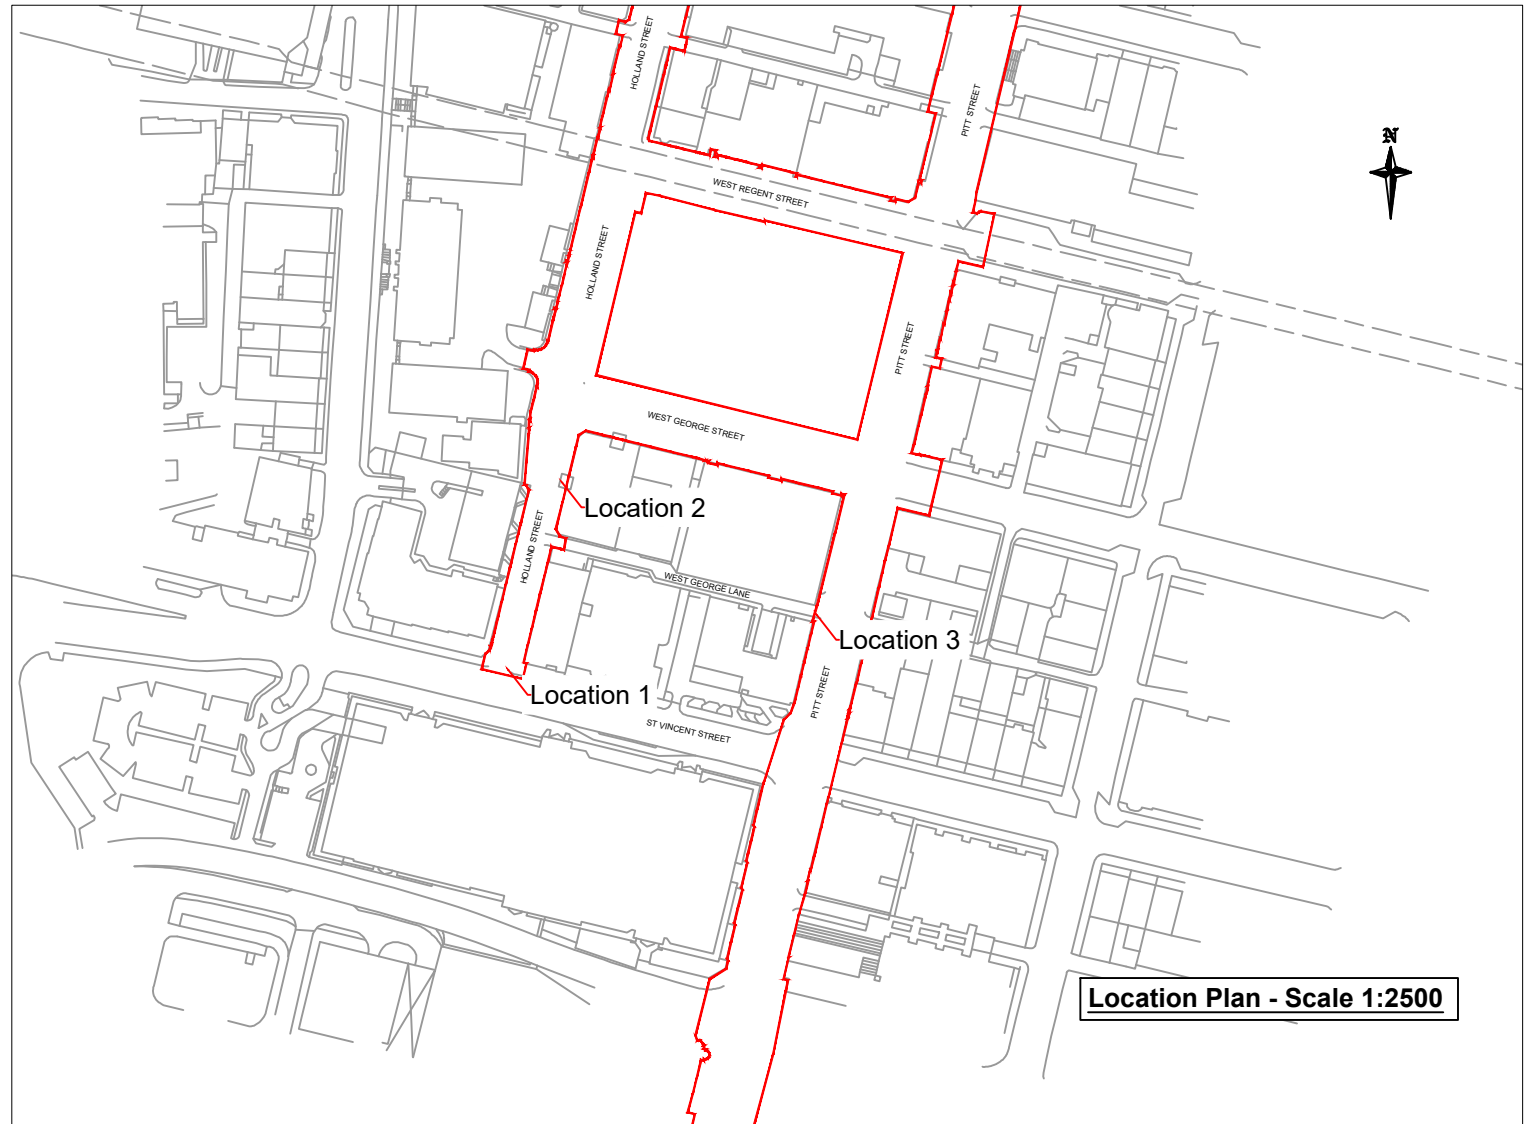 HOLLAND STREET
PITT STREET
N
WEST REGENT STREET
HOLLAND STREET
PITT STREET
WEST GEORGE STREET
Location 2
HOLLAND STREET
WEST GEORGE LANE
Location 3
Location 1
PITT STREET
ST VINCENT STREET
Location Plan - Scale 1:2500